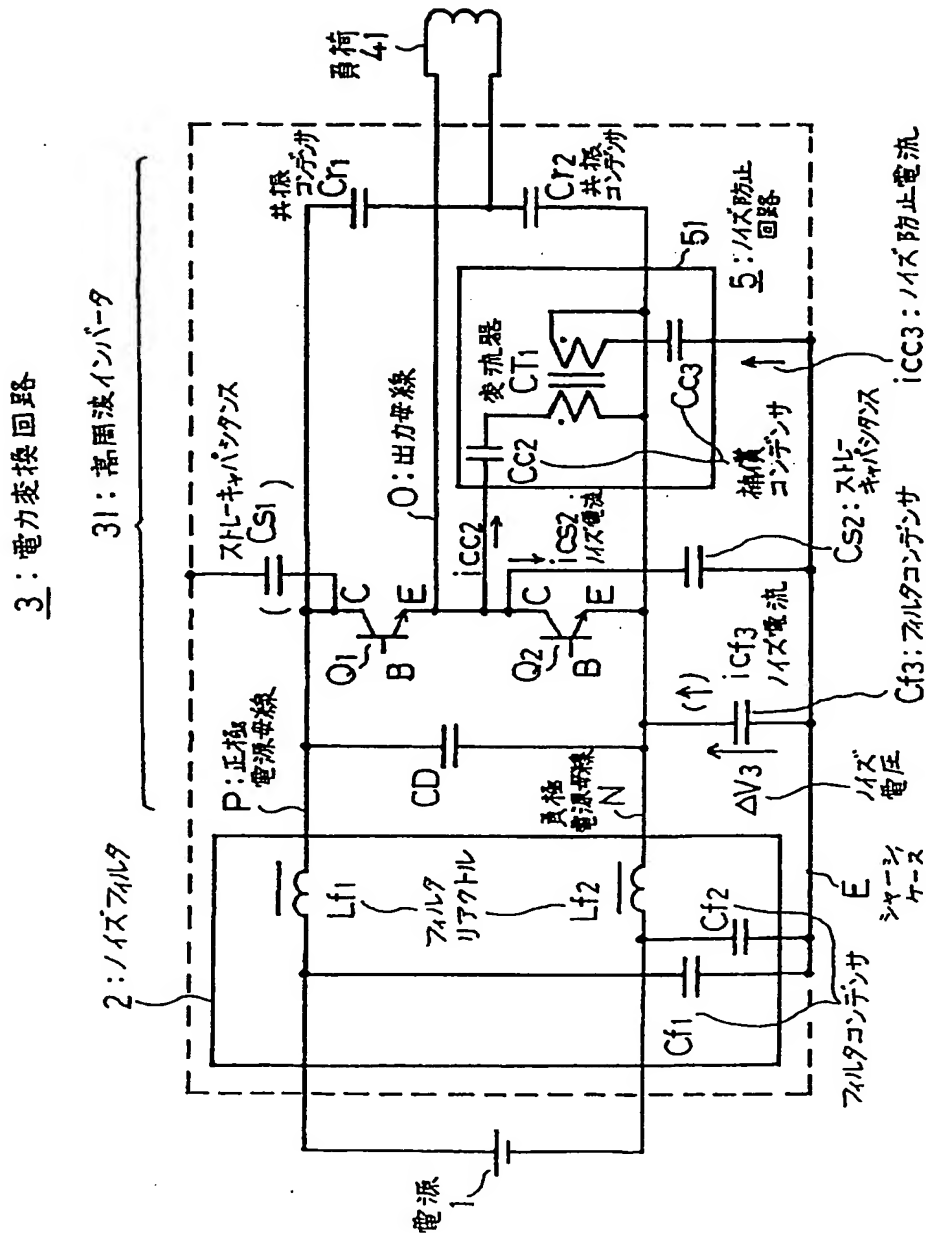 3:電力変換回路
31:高周波インバータ
2:ノイズフィルタ
ストレーキャパシタンス
( Cs1 )
P:正極
電源母線
O:出力母線
共振
コンデンサ
Cr1
負荷
41
Lf1
フィルタ
リアクトル
Lf2
CD
Q1
C
B
E
Q2
C
B
E
icc2
ics2
ノイズ電流
変流器
CT1
Cc2
Cc3
補償
コンデンサ
51
Cr2
共振
コンデンサ
5:ノイズ防止
回路
負極
電源母線
N
電源
1
Cf1
Cf2
フィルタコンデンサ
E
シャーシ
ケース
ΔV3
ノイズ
電圧
(↑)
icf3
ノイズ電流
Cf3:フィルタコンデンサ
Cs2:ストレー
キャパシタンス
icc3:ノイズ防止電流